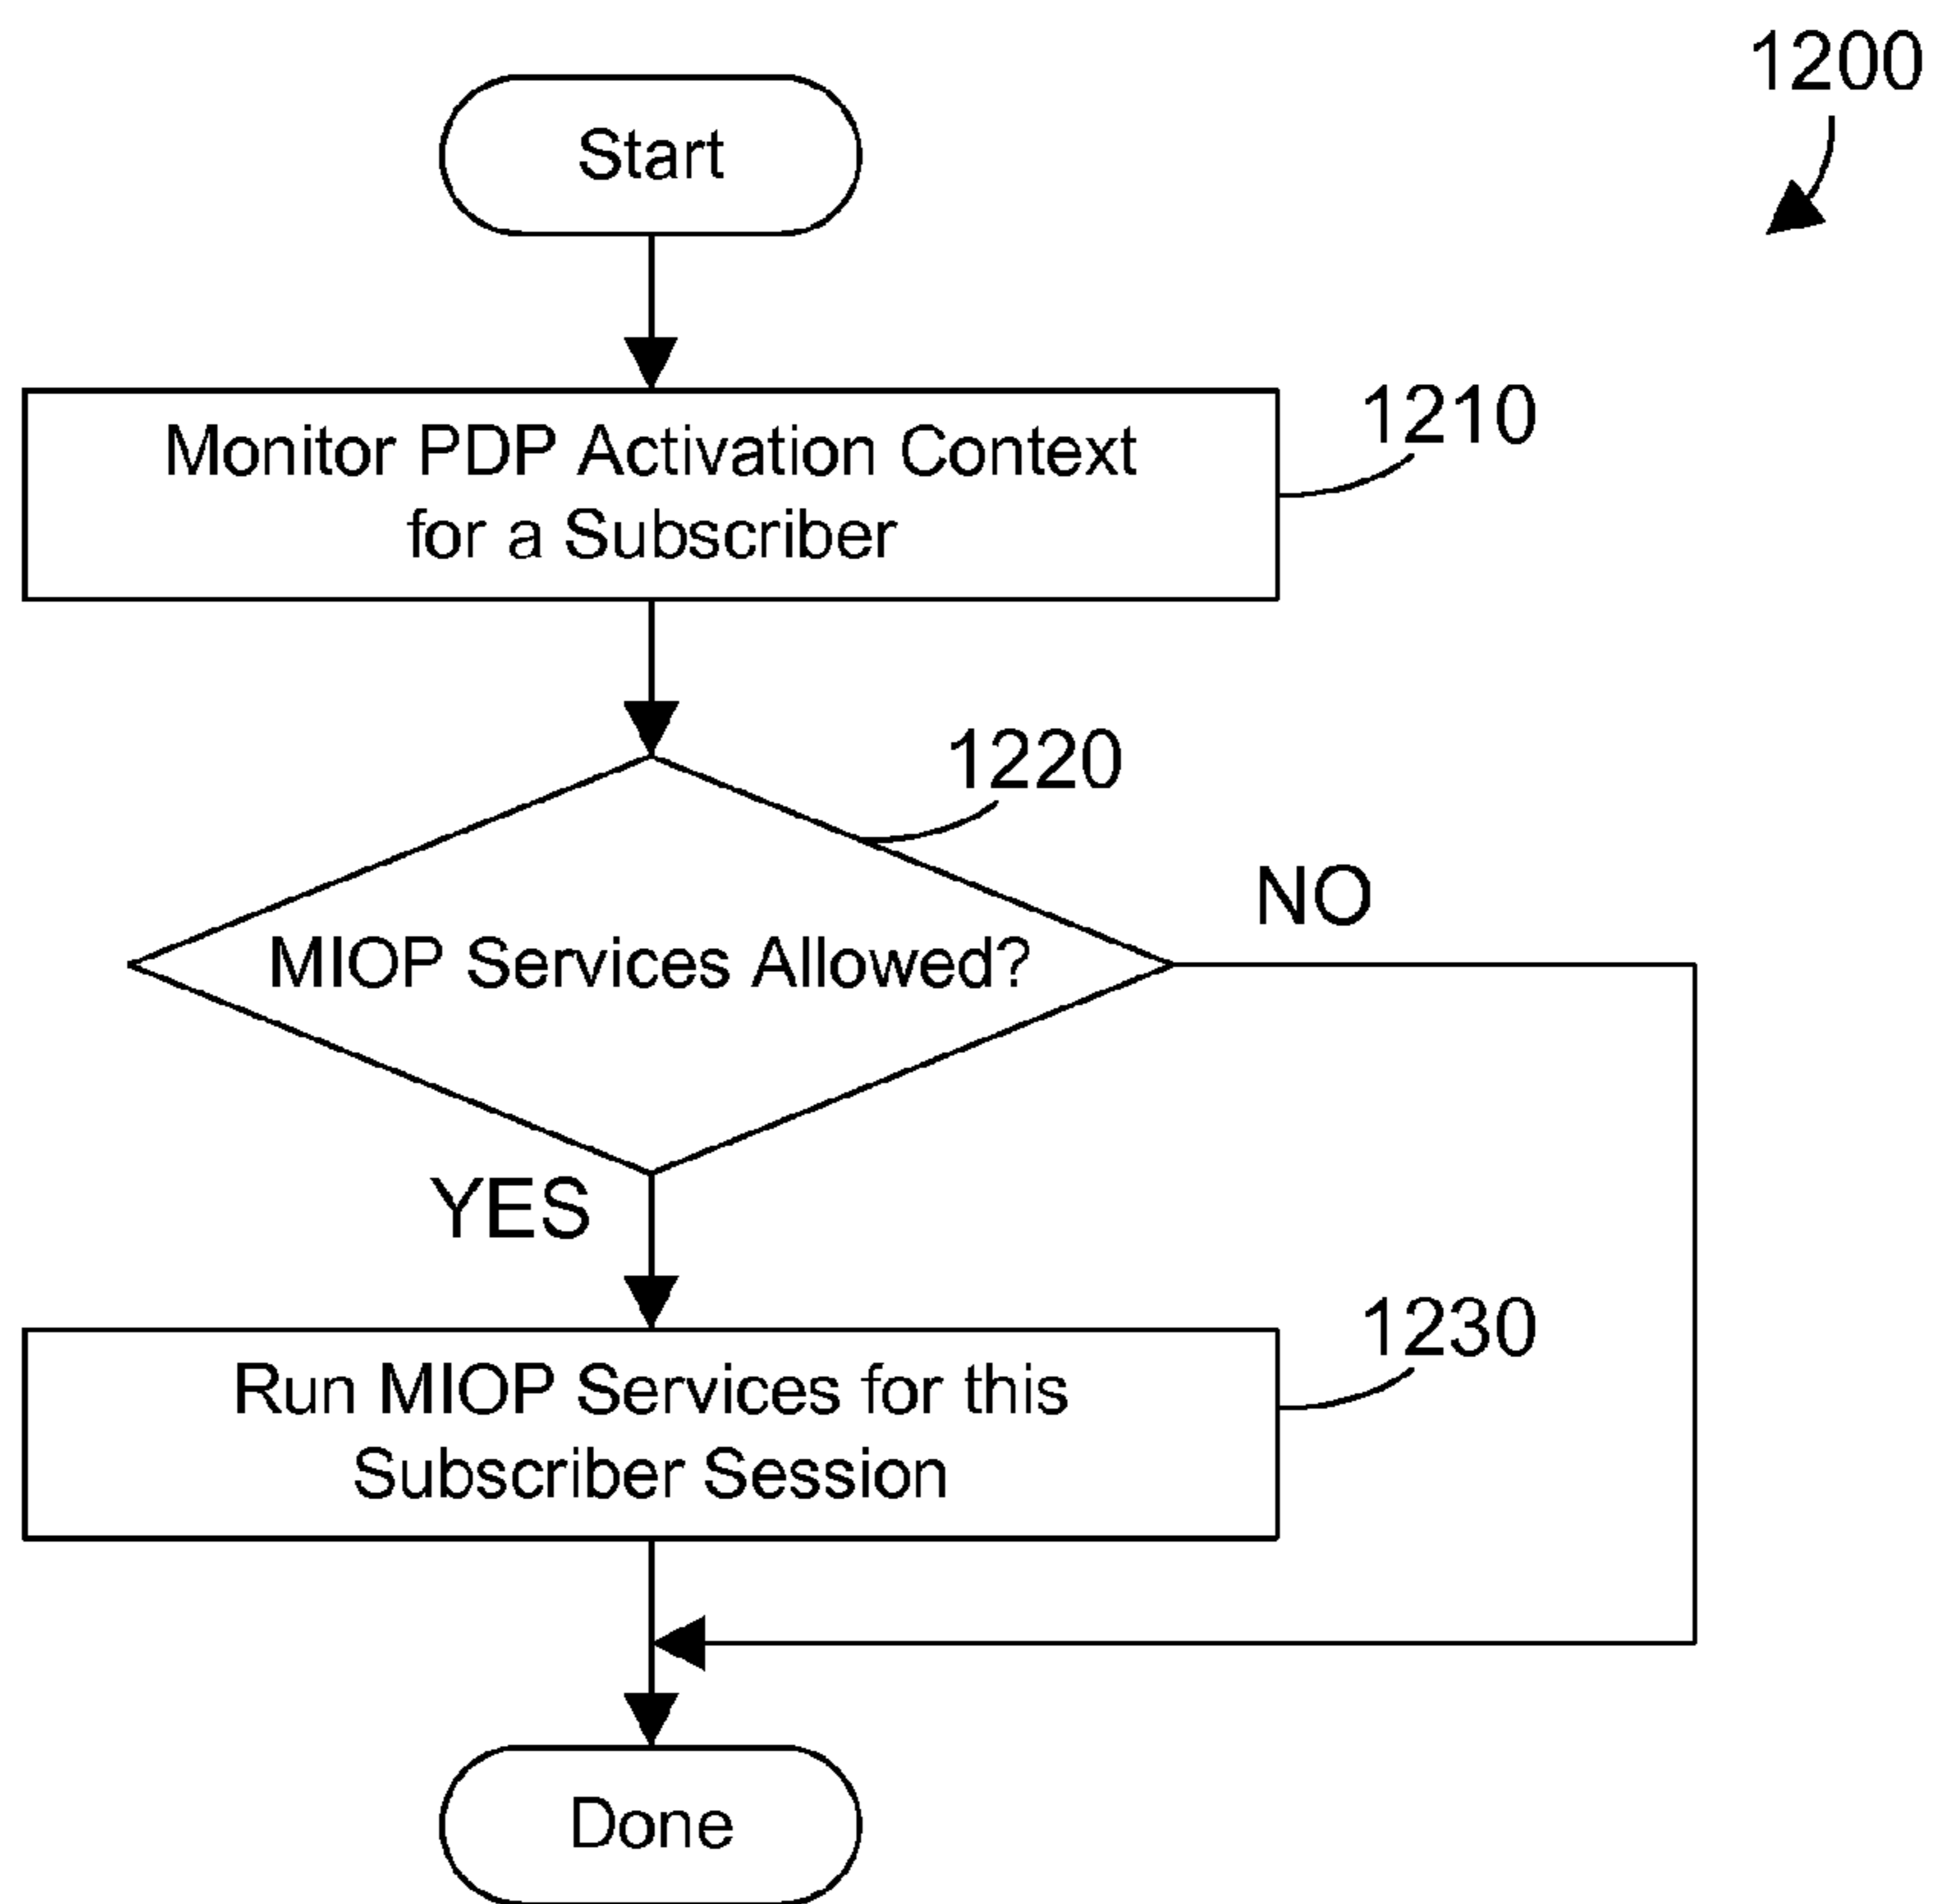 1200
Start
1210
Monitor PDP Activation Context
for a Subscriber
1220
NO
MIOP Services Allowed?
YES
1230
Run MIOP Services for this
Subscriber Session
Done